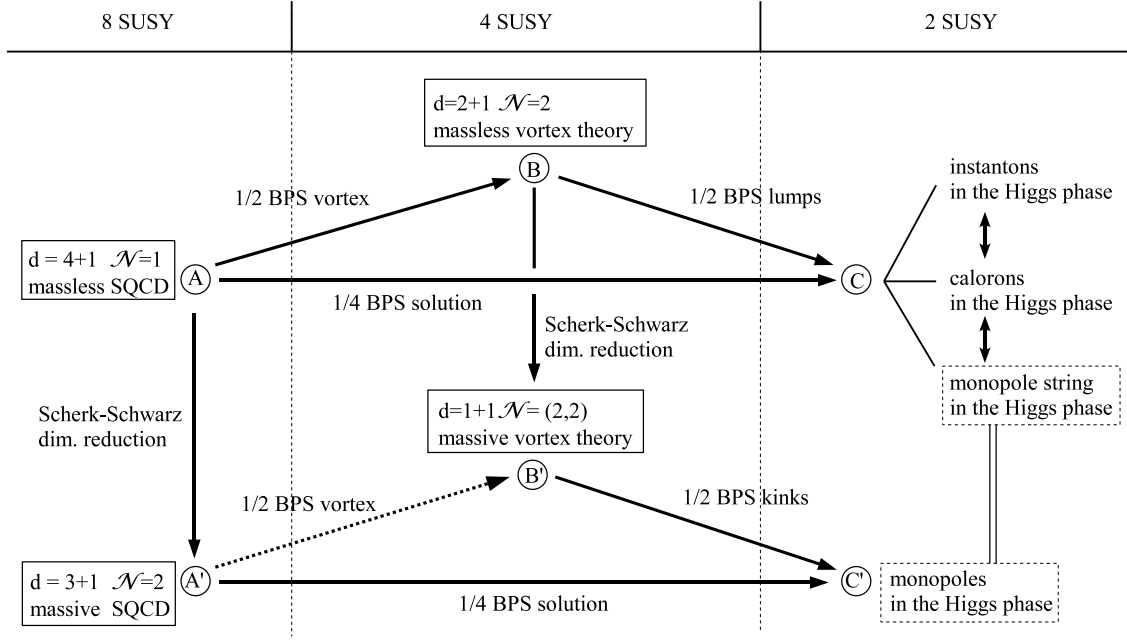 8 SUSY
4 SUSY
2 SUSY
d=2+1 𝒩=2
massless vortex theory
B
instantons
in the Higgs phase
1/2 BPS vortex
1/2 BPS lumps
d = 4+1 𝒩=1
massless SQCD
A
C
calorons
in the Higgs phase
1/4 BPS solution
Scherk-Schwarz
dim. reduction
monopole string
in the Higgs phase
Scherk-Schwarz
dim. reduction
d=1+1 𝒩= (2,2)
massive vortex theory
B'
1/2 BPS vortex
1/2 BPS kinks
d = 3+1 𝒩=2
massive SQCD
A'
C'
monopoles
in the Higgs phase
1/4 BPS solution